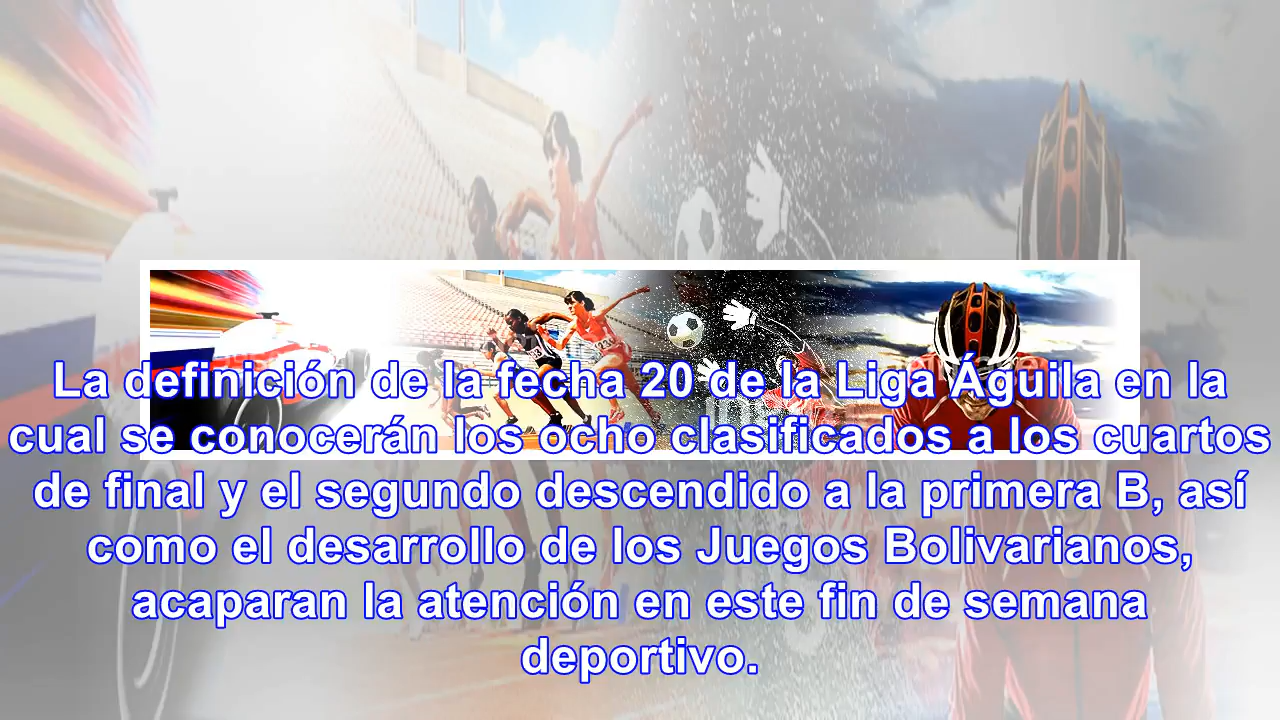 La definición de la fecha 20 de la Liga Águila en la
cual se conocerán los ocho clasificados a los cuartos
de final y el segundo descendido a la primera B, así
como el desarrollo de los Juegos Bolivarianos,
acaparan la atención en este fin de semana
deportivo.